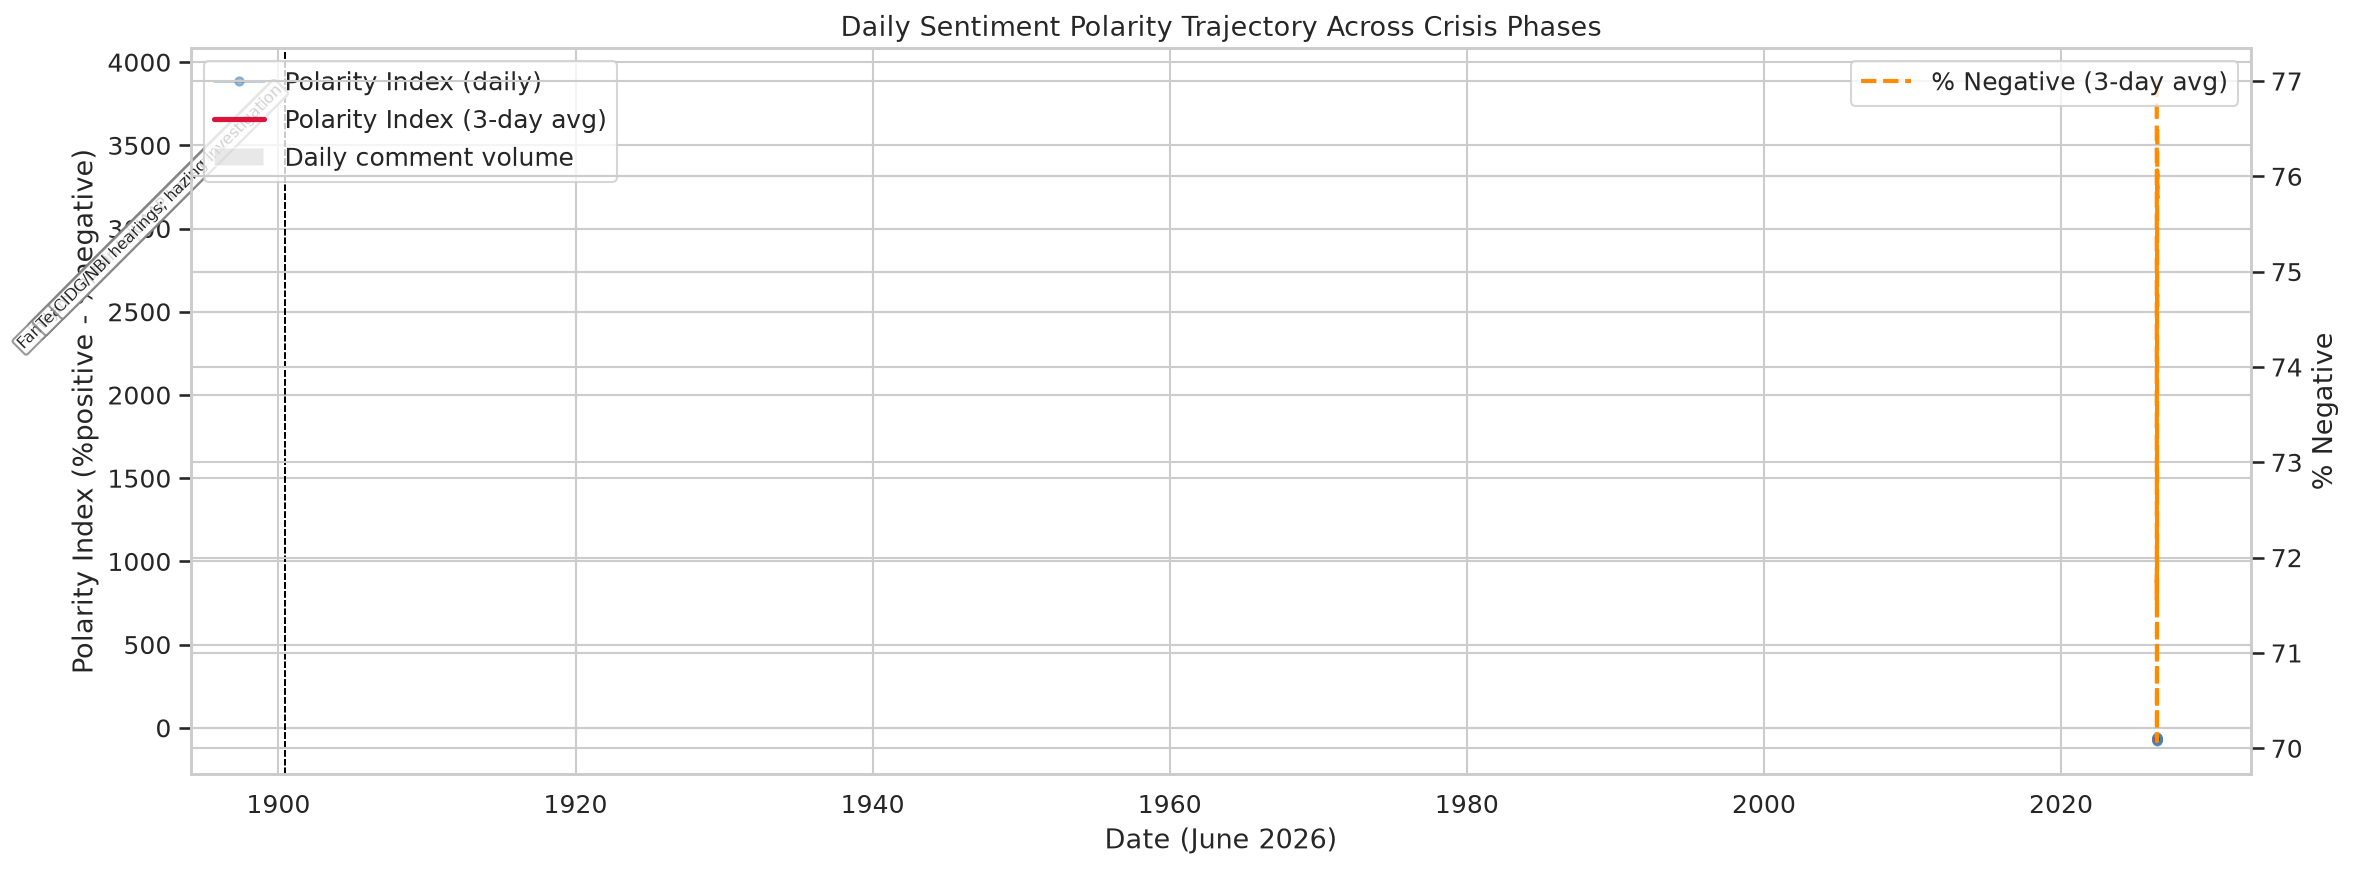 Daily Sentiment Polarity Trajectory Across Crisis Phases
Polarity Index (daily)
Polarity Index (3-day avg)
Daily comment volume
% Negative (3-day avg)
4000
3500
2500
2000
1500
1000
500
0
Polarity Index (%positive - negative)
CIDG/NBI hearings; hazing investigations
77
76
75
74
73
72
71
70
% Negative
1900
1920
1940
1960
1980
2000
2020
Date (June 2026)